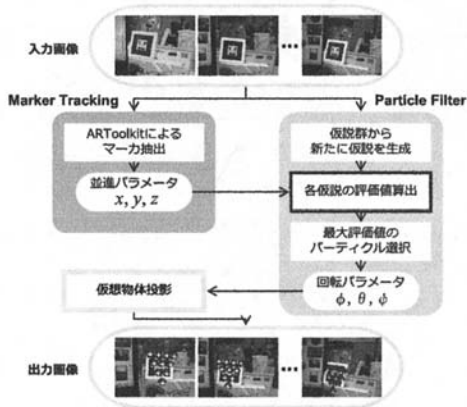 入力画像
Marker Tracking
Particle Filter
ARToolkitによる
マーカ抽出
並進パラメータ
x, y, z
仮説群から
新たに仮説を生成
各仮説の評価値算出
最大評価値の
パーティクル選択
回転パラメータ
ϕ, θ, ψ
仮想物体投影
出力画像